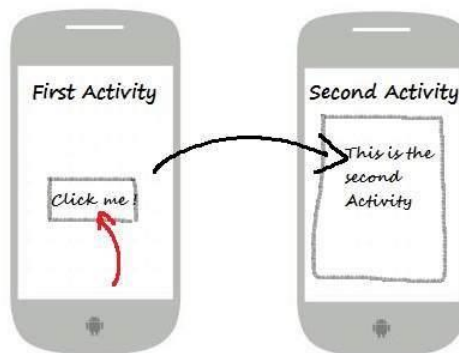 First Activity
Click me !
Second Activity
This is the
second
Activity